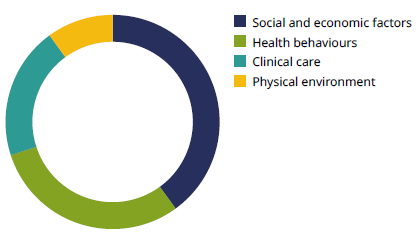 Social and economic factors
Health behaviours
Clinical care
Physical environment